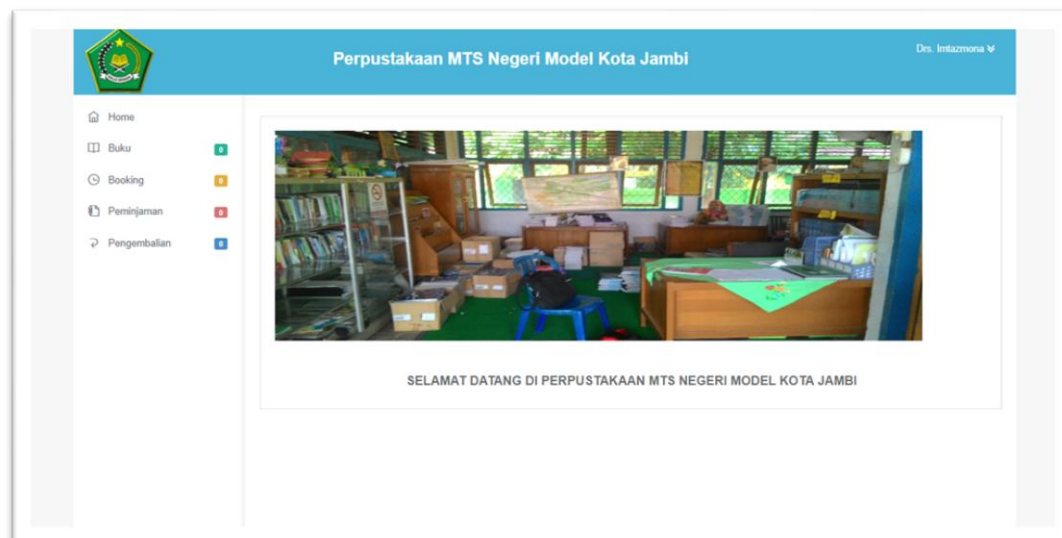 Perpustakaan MTS Negeri Model Kota Jambi
Drs. Imtazmona
Home
Buku 0
Booking 0
Peminjaman 0
Pengembalian 0
SELAMAT DATANG DI PERPUSTAKAAN MTS NEGERI MODEL KOTA JAMBI